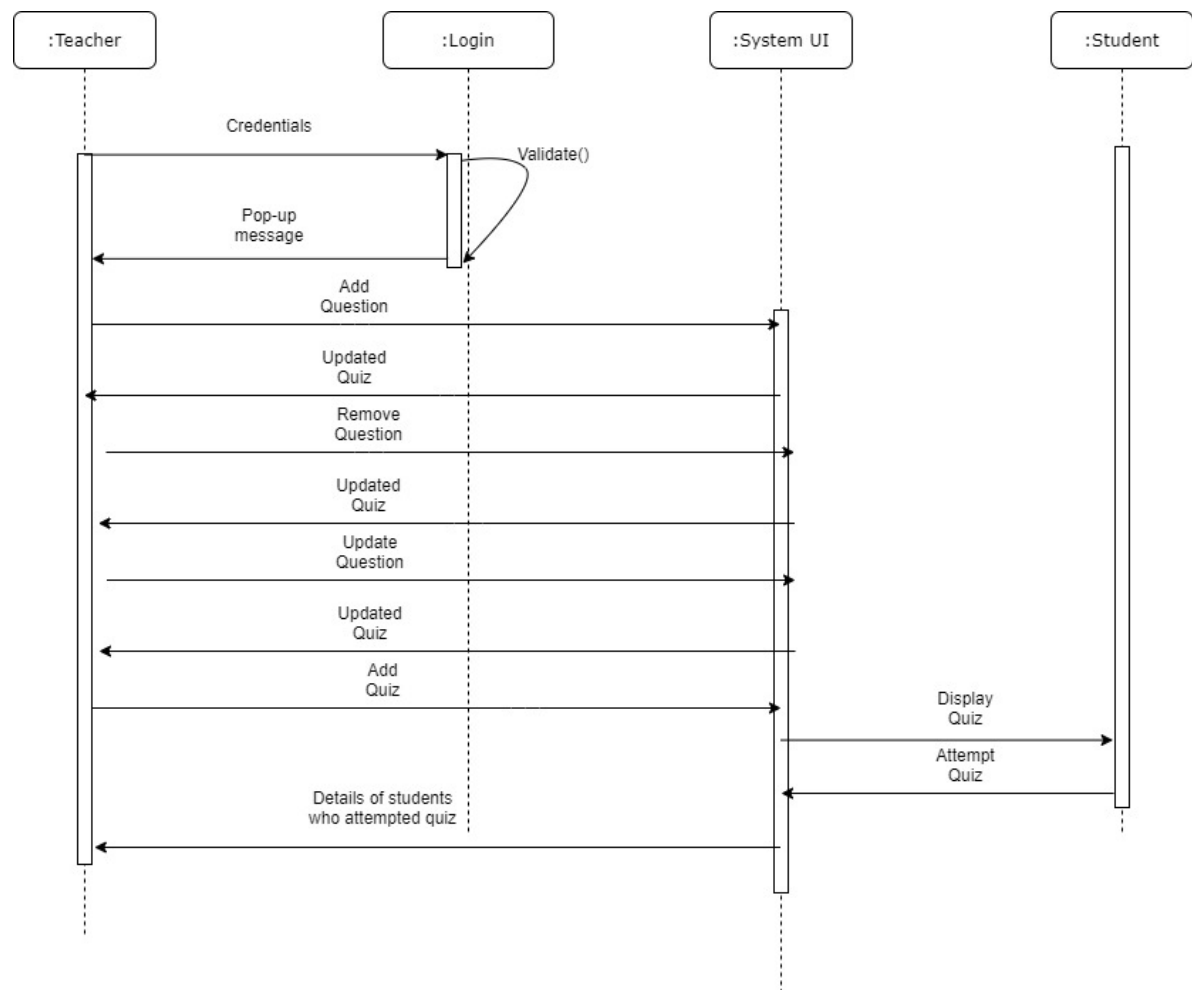 :Teacher
:Login
:System UI
:Student
Credentials
Validate()
Pop-up
message
Add
Question
Updated
Quiz
Remove
Question
Updated
Quiz
Update
Question
Updated
Quiz
Add
Quiz
Display
Quiz
Attempt
Quiz
Details of students
who attempted quiz